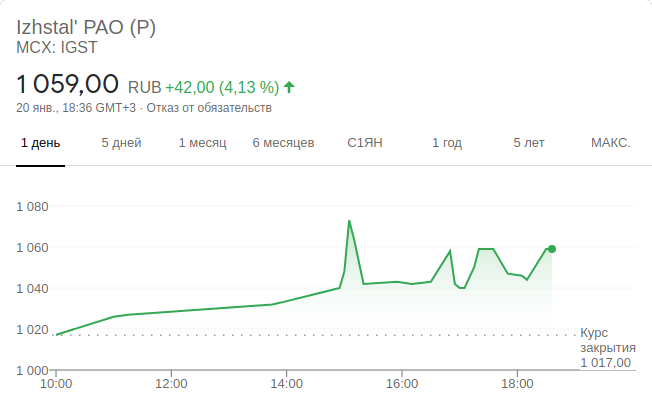 Izhstal' PAO (P)
MCX: IGST
1 059,00 RUB +42,00 (4,13 %)
20 янв., 18:36 GMT+3 · Отказ от обязательств
1 день 5 дней 1 месяц 6 месяцев С1ЯН 1 год 5 лет МАКС.
1 080
1 060
1 040
1 020
Курс
закрытия
1 017,00
1 000
10:00 12:00 14:00 16:00 18:00